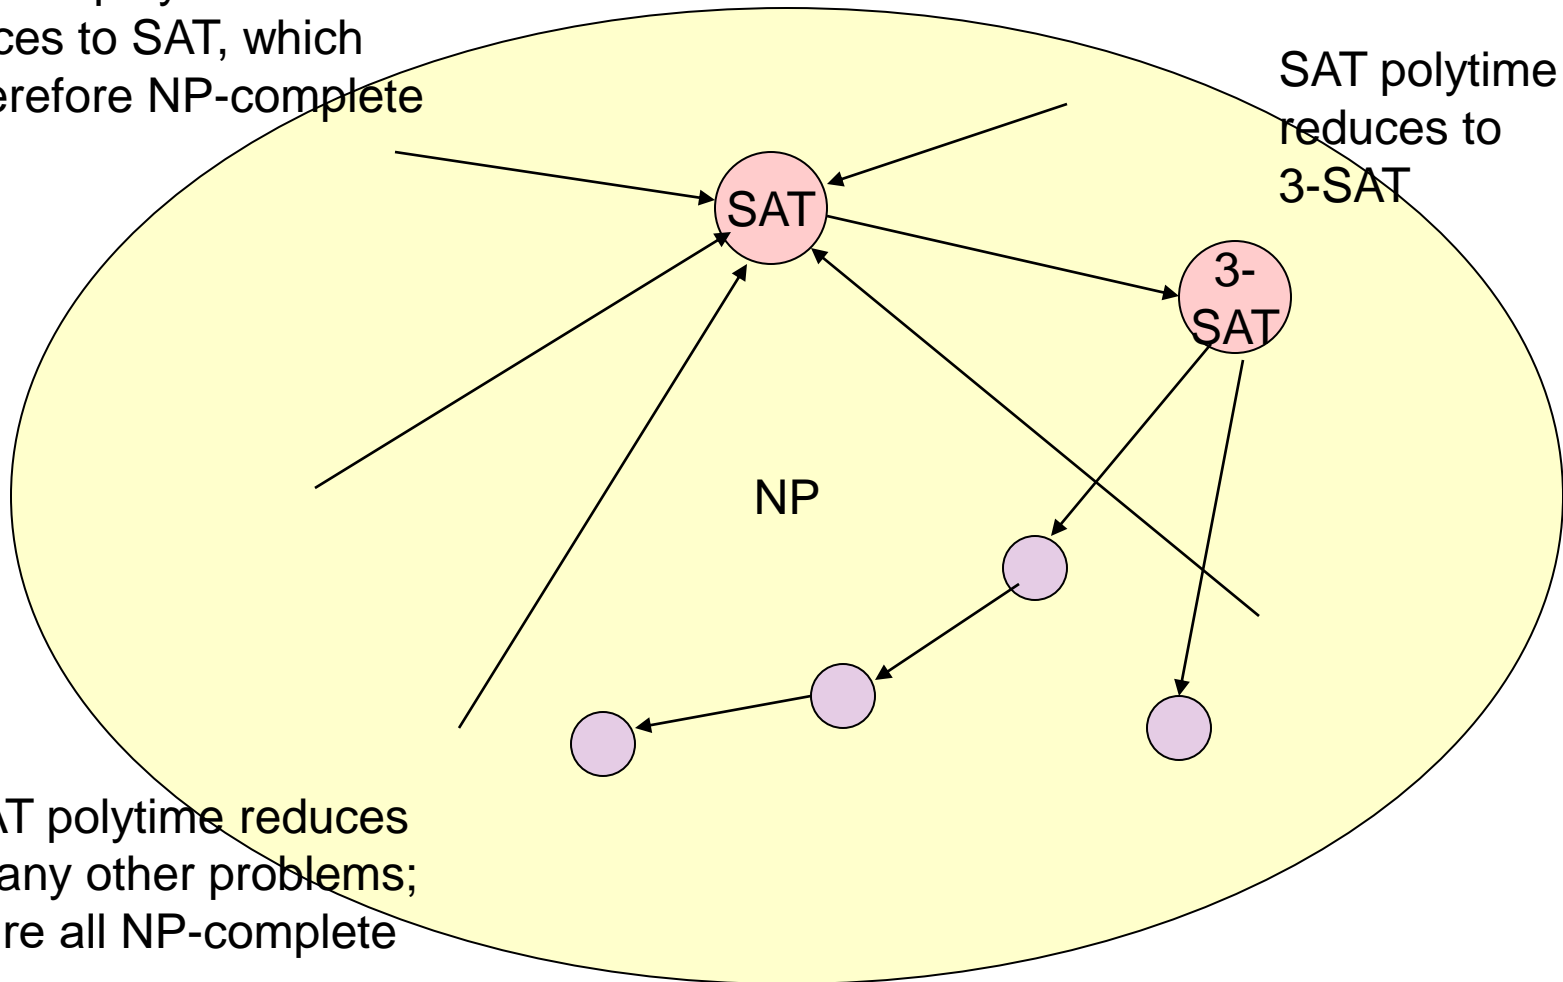 ces to SAT, which
erefore NP-complete
SAT polytime
reduces to
3-SAT
SAT
3-
SAT
NP
AT polytime reduces
any other problems;
re all NP-complete